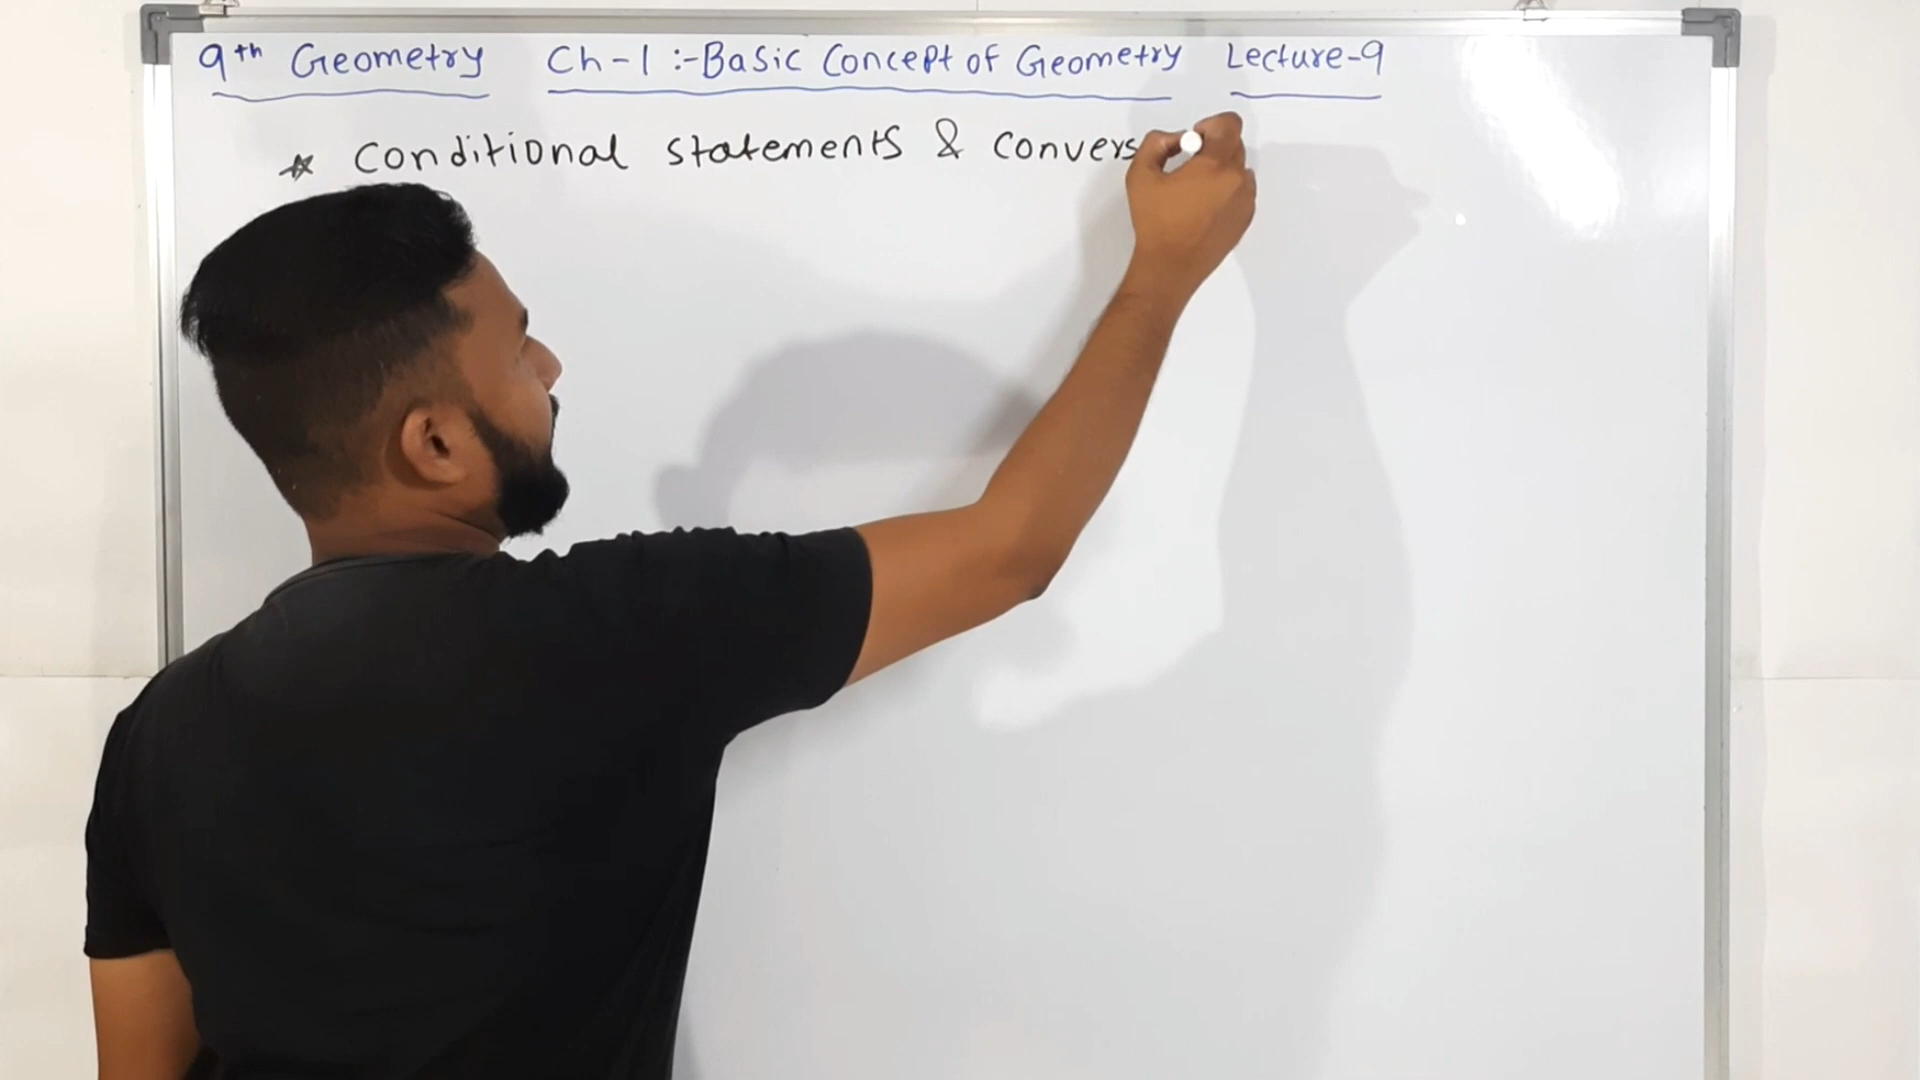 9th Geometry Ch-1 :- Basic Concept of Geometry Lecture-9
* Conditional statements & convers